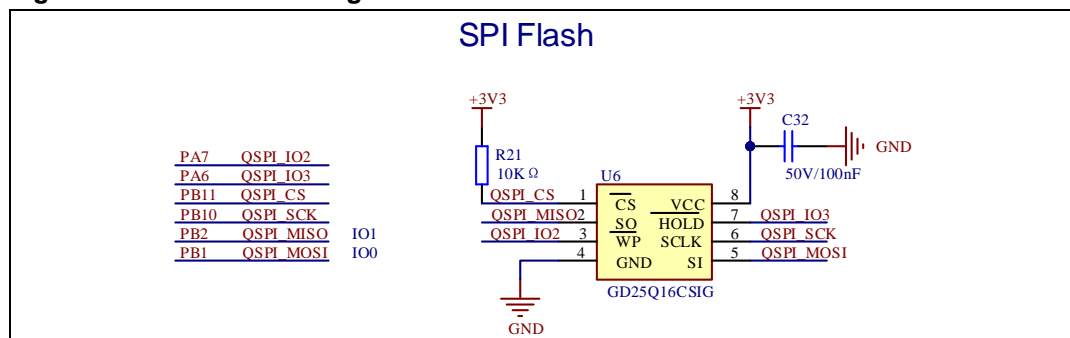 SPI Flash
+3V3
+3V3
C32
GND
50V/100nF
R21
10KΩ
U6
PA7 QSPI_IO2
PA6 QSPI_IO3
PB11 QSPI_CS
PB10 QSPI_SCK
PB2 QSPI_MISO IO1
PB1 QSPI_MOSI IO0
QSPI_CS 1 CS VCC 8
QSPI_MISO 2 SO HOLD 7 QSPI_IO3
QSPI_IO2 3 WP SCLK 6 QSPI_SCK
4 GND SI 5 QSPI_MOSI
GD25Q16CSIG
GND